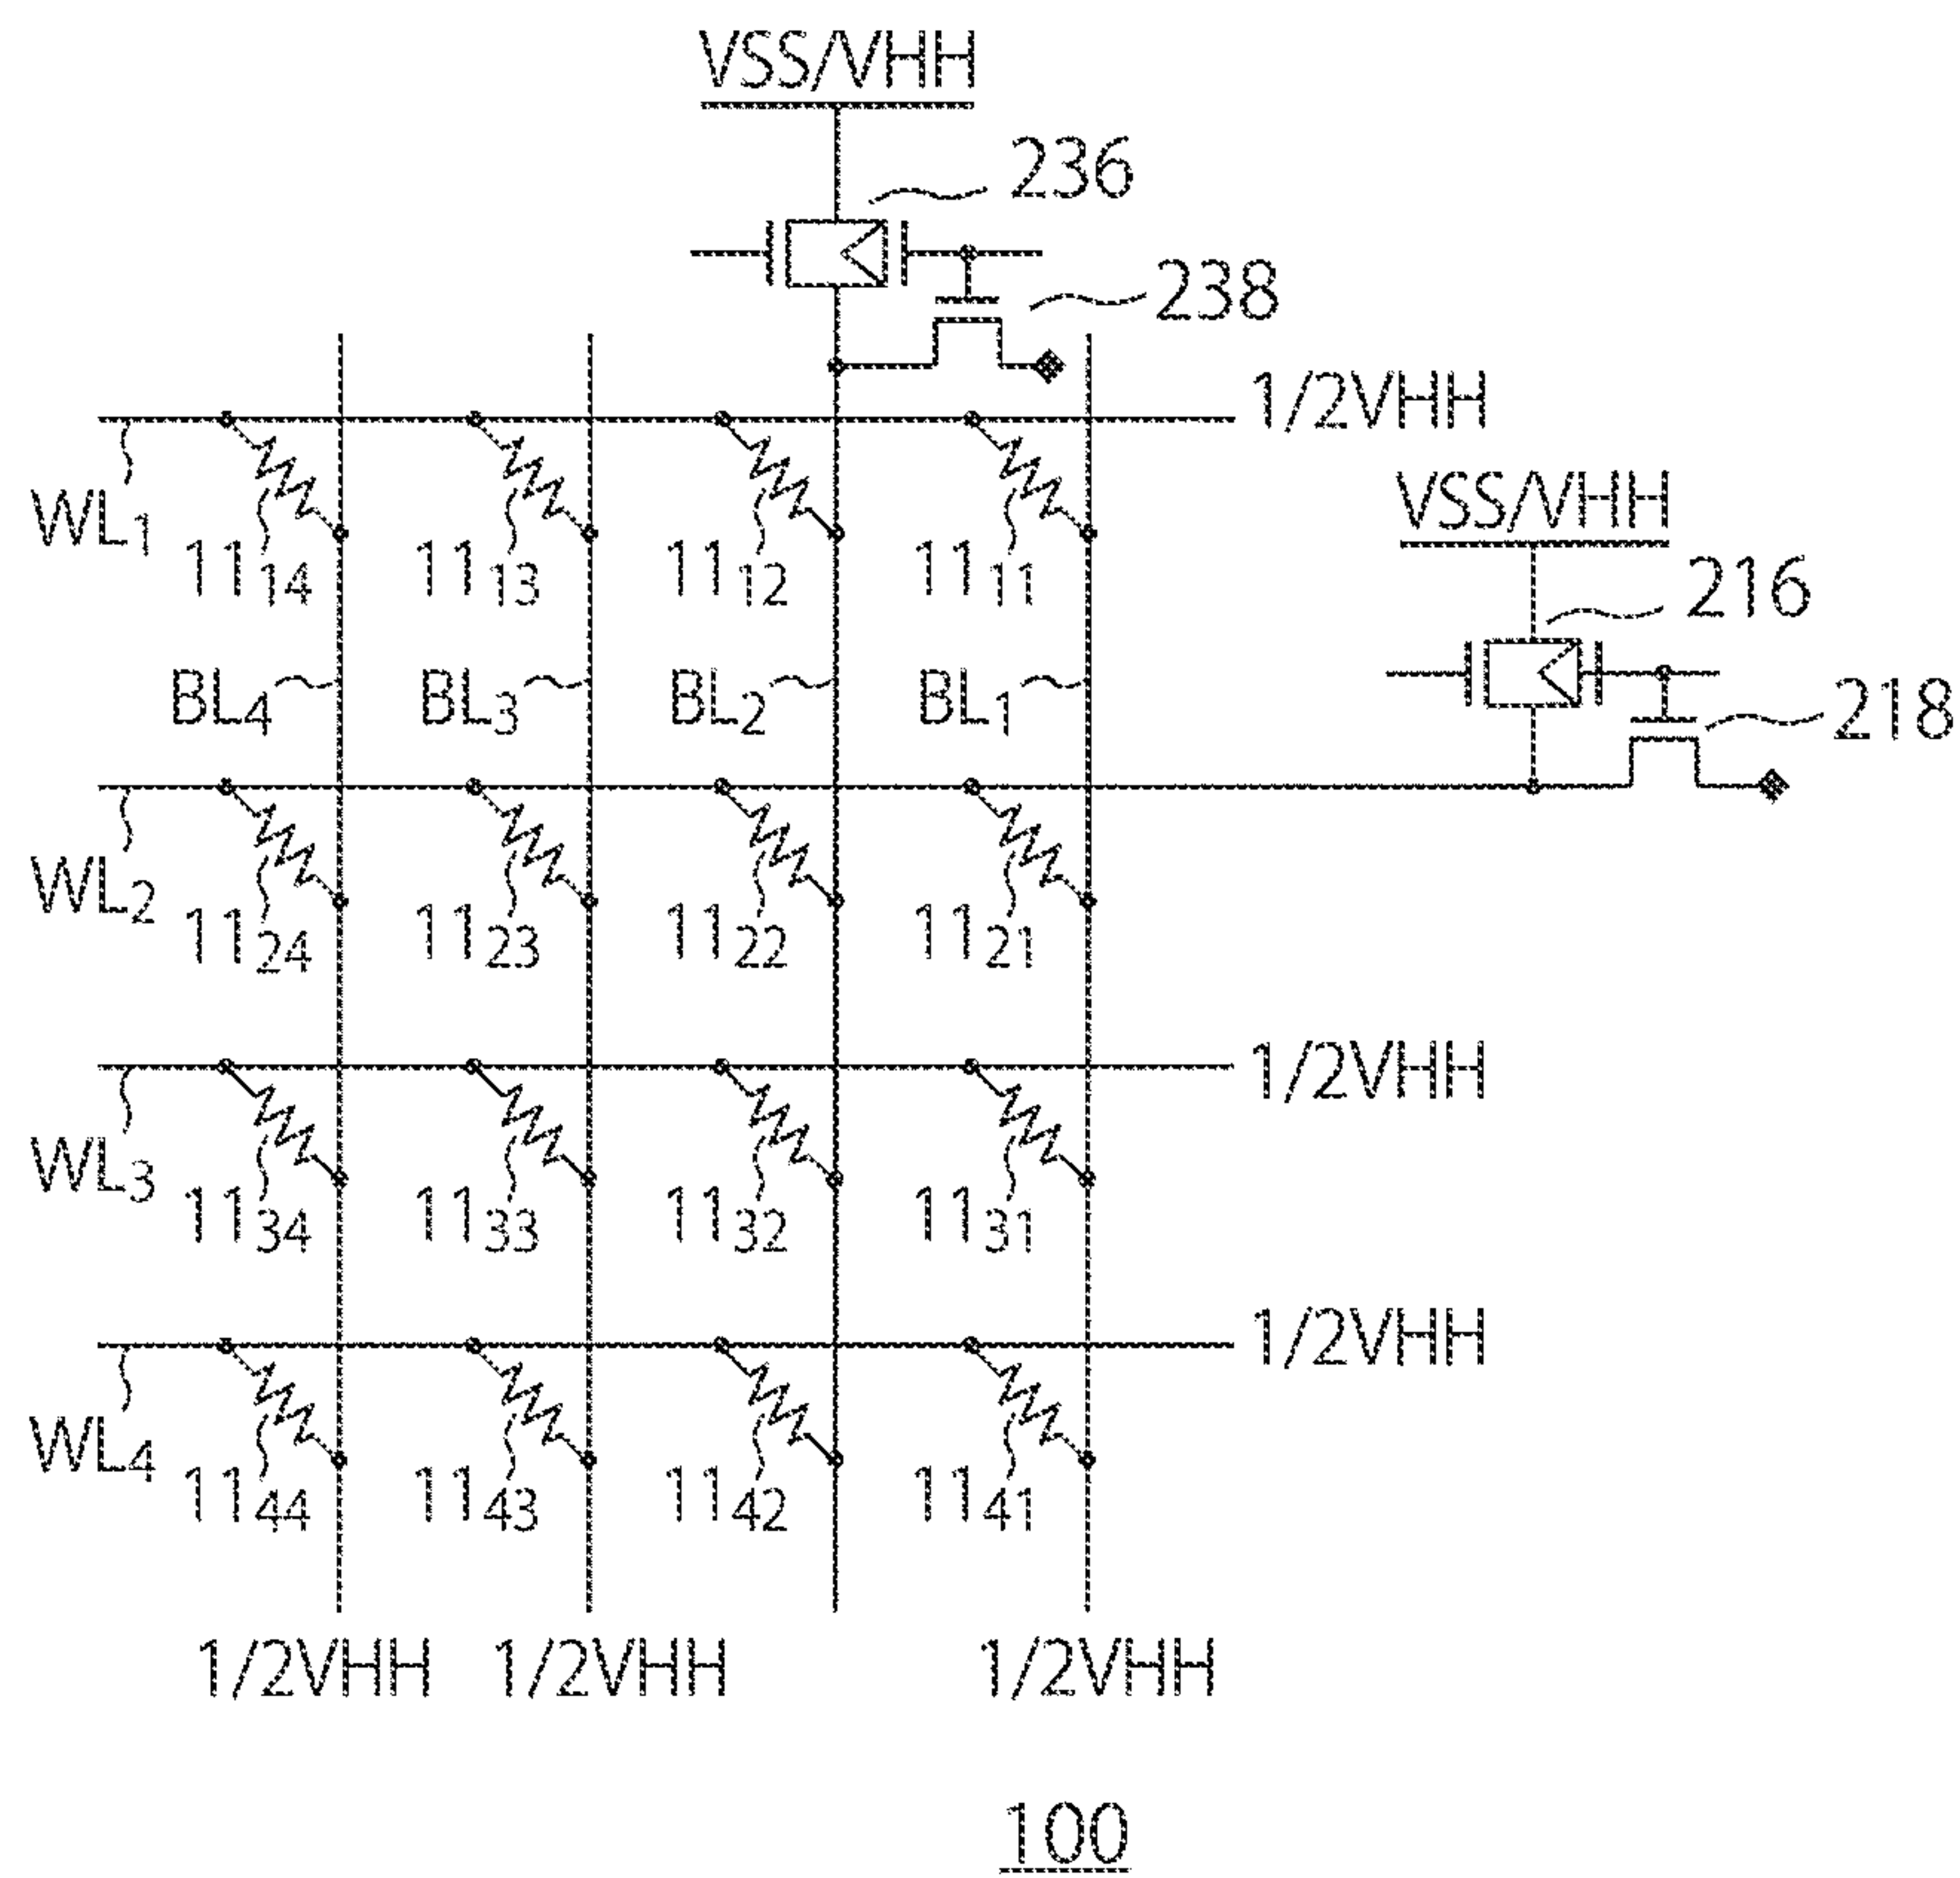 VSS/VHH
236
238
1/2VHH
WL1
1114 1113 1112 1111
VSS/VHH
216
218
BL4 BL3 BL2 BL1
WL2
1124 1123 1122 1121
1/2VHH
WL3
1134 1133 1132 1131
1/2VHH
WL4
1144 1143 1142 1141
1/2VHH 1/2VHH 1/2VHH
100